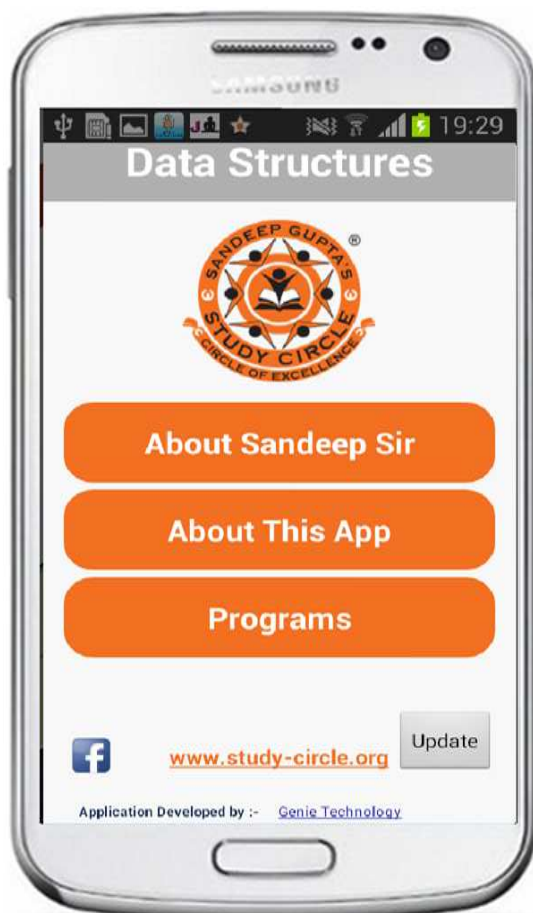 SAMSUNG
19:29
Data Structures
SANDEEP GUPTA'S
®
STUDY CIRCLE
CIRCLE OF EXCELLENCE
About Sandeep Sir
About This App
Programs
Update
www.study-circle.org
Application Developed by :- Genie Technology